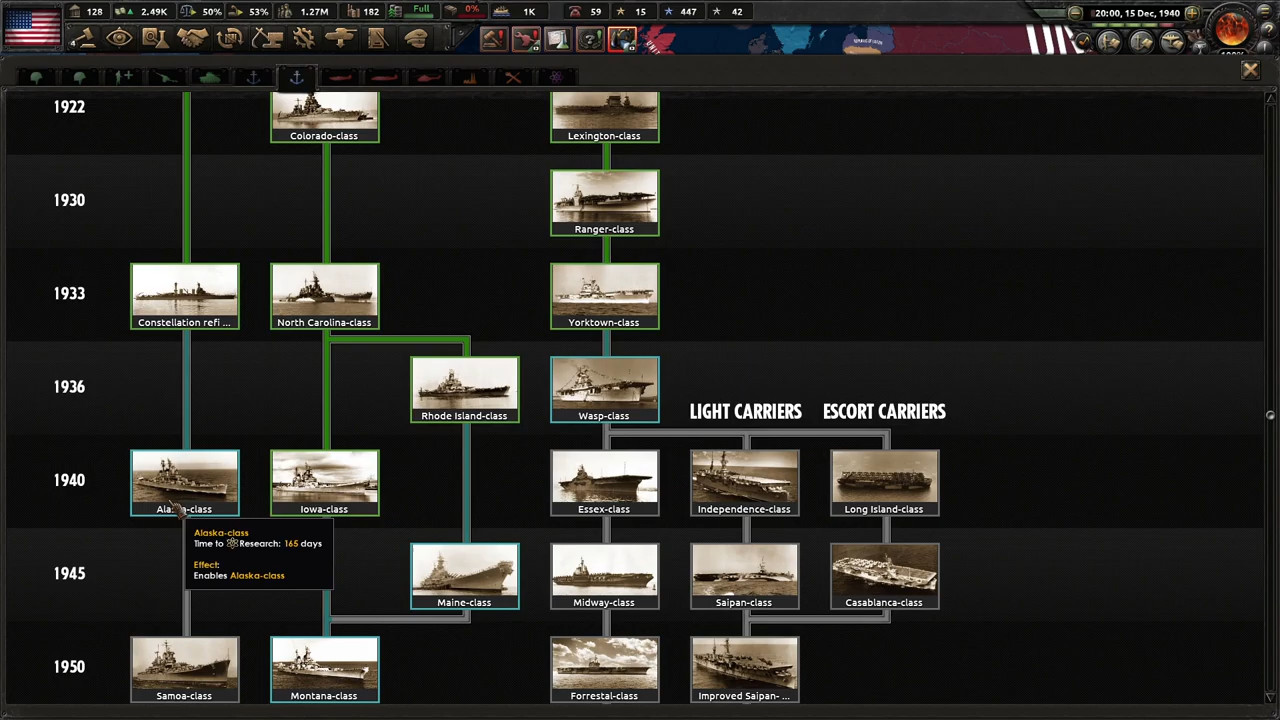 128
2.49K
50%
53%
1.27M
182
Full
0%
1K
59
15
447
42
20:00, 15 Dec, 1940
1922
Colorado-class
Lexington-class
1930
Ranger-class
1933
Constellation refi ...
North Carolina-class
Yorktown-class
1936
Rhode Island-class
Wasp-class
LIGHT CARRIERS
ESCORT CARRIERS
1940
Alaska-class
Iowa-class
Essex-class
Independence-class
Long Island-class
Alaska-class
Time to Research: 165 days
Effect:
Enables Alaska-class
1945
Maine-class
Midway-class
Saipan-class
Casablanca-class
1950
Samoa-class
Montana-class
Forrestal-class
Improved Saipan- ...